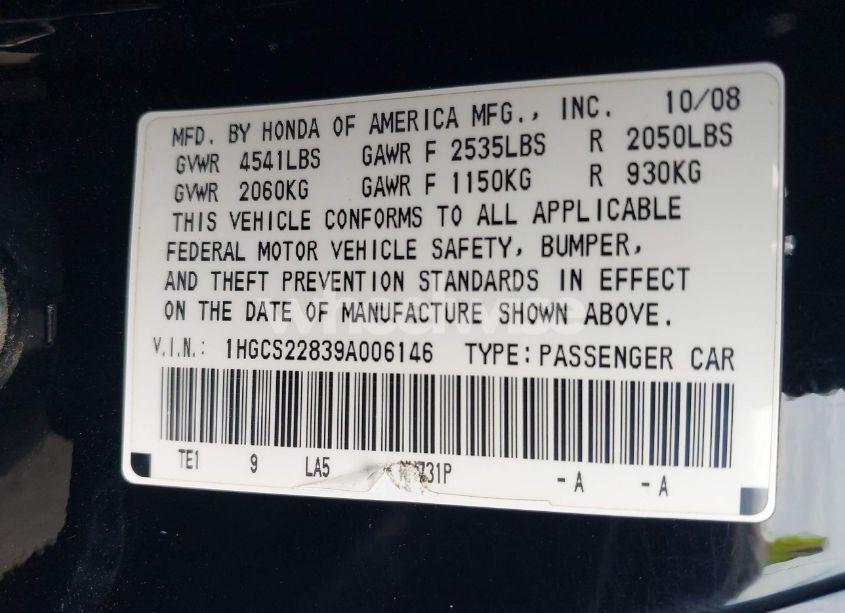 MFD. BY HONDA OF AMERICA MFG., INC. 10/08
GVWR 4541LBS GAWR F 2535LBS R 2050LBS
GVWR 2060KG GAWR F 1150KG R 930KG
THIS VEHICLE CONFORMS TO ALL APPLICABLE
FEDERAL MOTOR VEHICLE SAFETY, BUMPER,
AND THEFT PREVENTION STANDARDS IN EFFECT
ON THE DATE OF MANUFACTURE SHOWN ABOVE.
V.I.N.: 1HGCS22839A006146 TYPE: PASSENGER CAR
TE1 9 LA5 -A -A